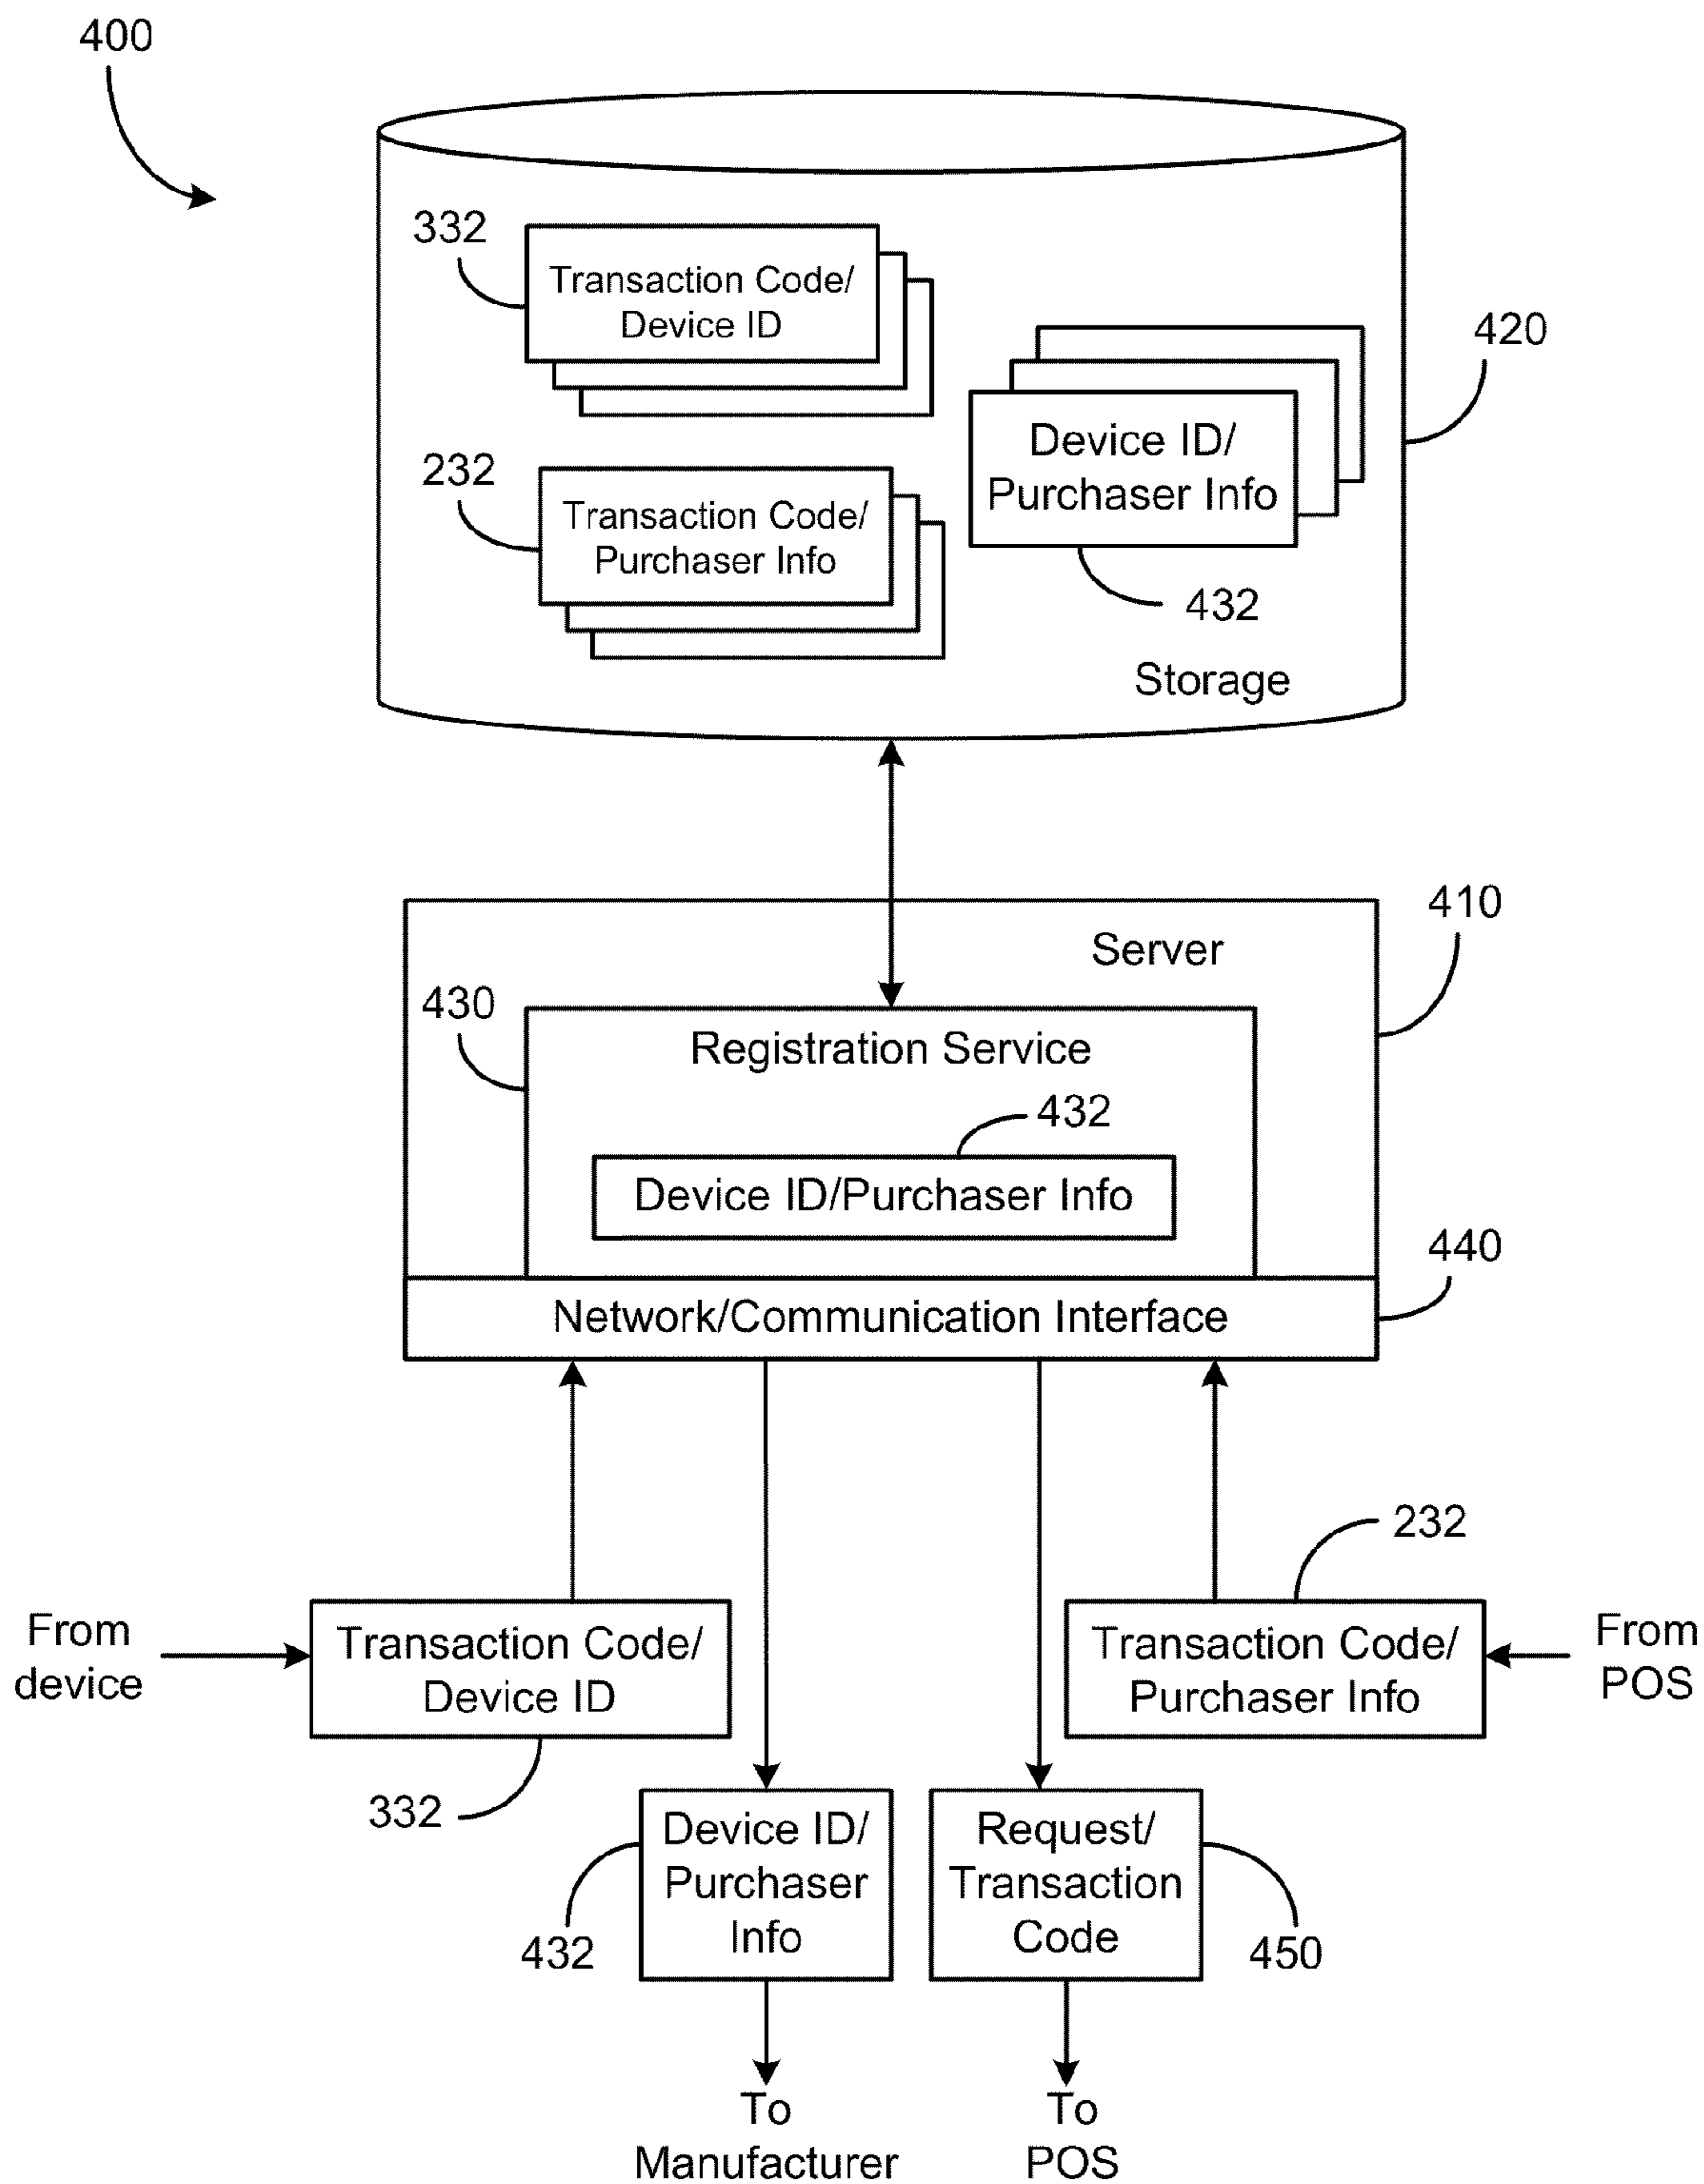 400
332
Transaction Code/
Device ID
420
Device ID/
Purchaser Info
232
Transaction Code/
Purchaser Info
432
Storage
410
Server
430
Registration Service
432
Device ID/Purchaser Info
440
Network/Communication Interface
232
From
device
Transaction Code/
Device ID
Transaction Code/
Purchaser Info
From
POS
332
Device ID/
Purchaser
Info
Request/
Transaction
Code
432
450
To
Manufacturer
To
POS